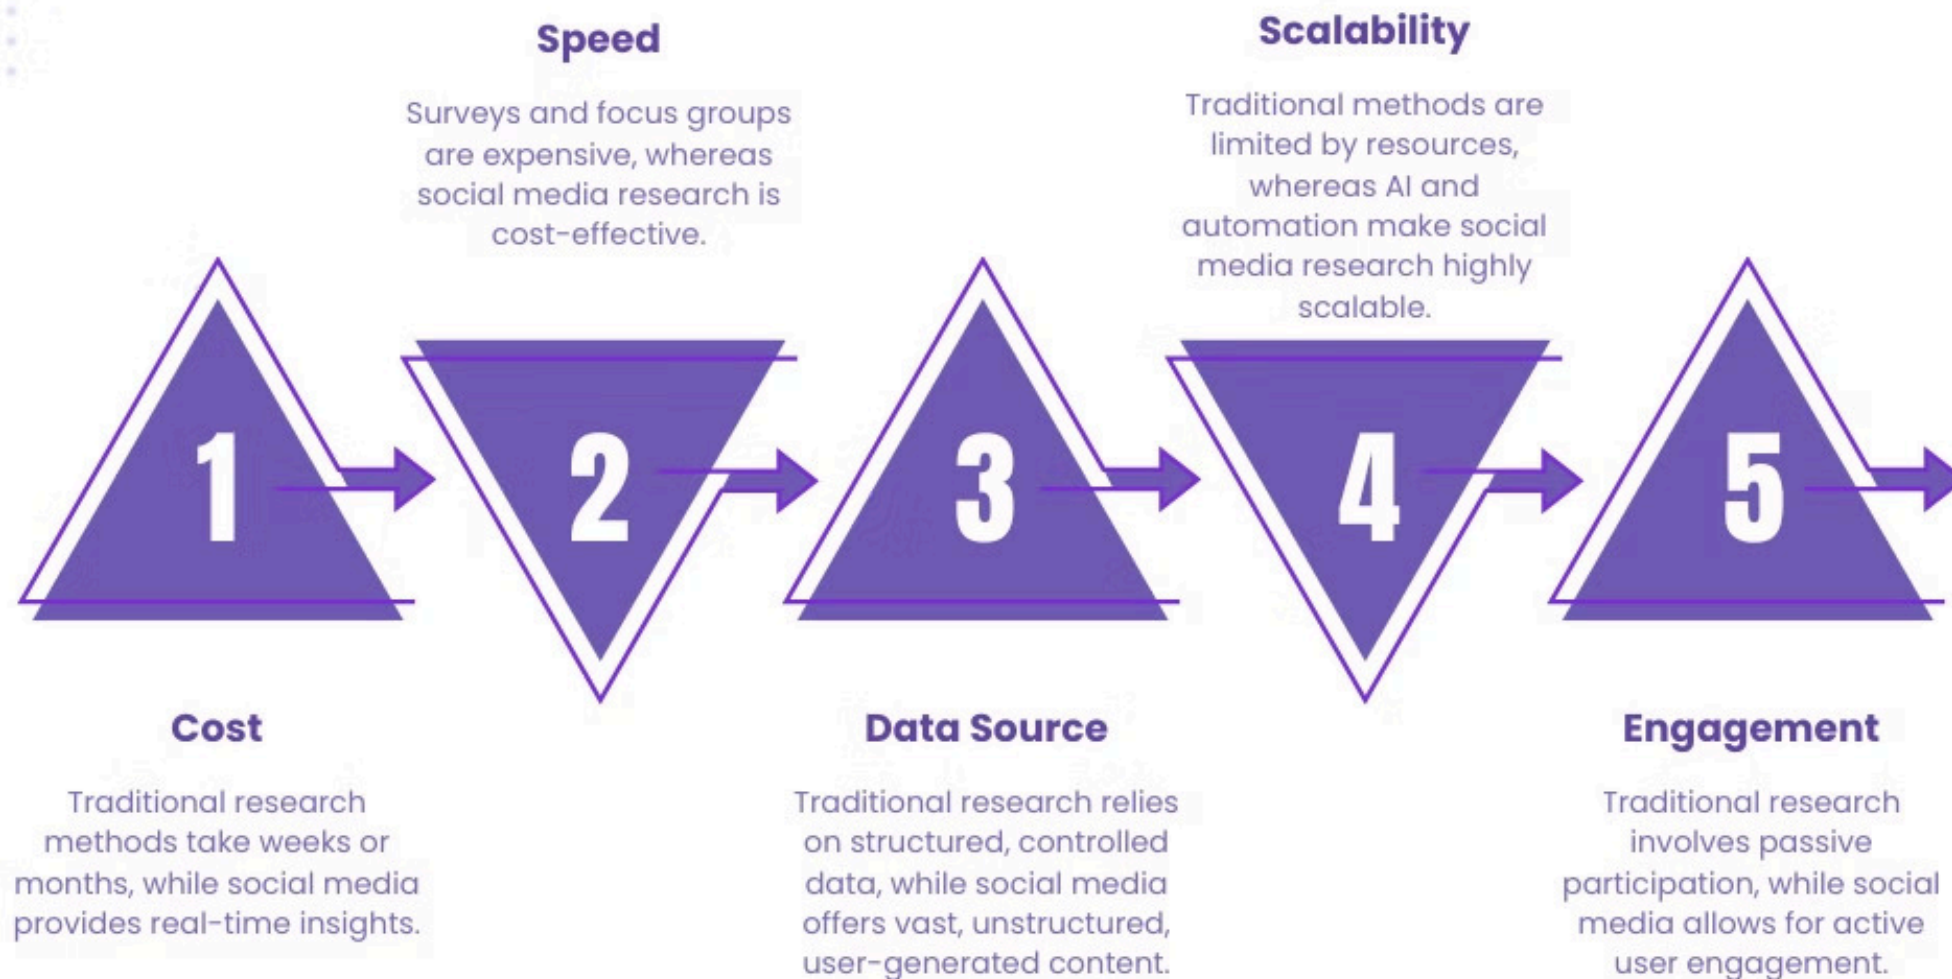 Speed
Surveys and focus groups
are expensive, whereas
social media research is
cost-effective.
Scalability
Traditional methods are
limited by resources,
whereas AI and
automation make social
media research highly
scalable.
1
2
3
4
5
Cost
Traditional research
methods take weeks or
months, while social media
provides real-time insights.
Data Source
Traditional research relies
on structured, controlled
data, while social media
offers vast, unstructured,
user-generated content.
Engagement
Traditional research
involves passive
participation, while social
media allows for active
user engagement.